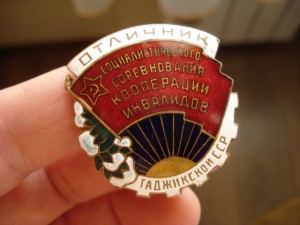 ОТЛИЧНИК
СОЦИАЛИСТИЧЕСКОГО
СОРЕВНОВАНИЯ
КООПЕРАЦИИ
ИНВАЛИДОВ
ТАДЖИКСКОЙ ССР